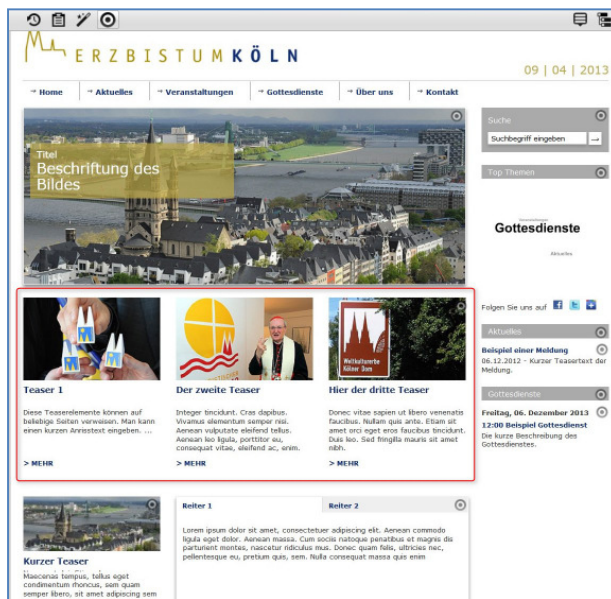 ERZBISTUMKÖLN
09 | 04 | 2013
Home
Aktuelles
Veranstaltungen
Gottesdienste
Über uns
Kontakt
Titel
Beschriftung des
Bildes
Suche
Suchbegriff eingeben
Top Themen
Gottesdienste
Aktuelles
Folgen Sie uns auf
Aktuelles
Beispiel einer Meldung
06.12.2012 - Kurzer Teasertext der
Meldung.
Gottesdienste
Freitag, 06. Dezember 2013
12:00 Beispiel Gottesdienst
Die kurze Beschreibung des
Gottesdienstes.
Weltkulturerbe
Kölner Dom
Teaser 1
Diese Teaserelemente können auf
beliebige Seiten verweisen. Man kann
einen kurzen Anrisstext eingeben. ...
> MEHR
Der zweite Teaser
Integer tincidunt. Cras dapibus.
Vivamus elementum semper nisi.
Aenean vulputate eleifend tellus.
Aenean leo ligula, porttitor eu,
consequat vitae, eleifend ac, enim.
> MEHR
Hier der dritte Teaser
Donec vitae sapien ut libero venenatis
faucibus. Nullam quis ante. Etiam sit
amet orci eget eros faucibus tincidunt.
Duis leo. Sed fringilla mauris sit amet
nibh.
> MEHR
Kurzer Teaser
Maecenas tempus, tellus eget
condimentum rhoncus, sem quam
semper libero, sit amet adipiscing sem
Reiter 1
Reiter 2
Lorem ipsum dolor sit amet, consectetuer adipiscing elit. Aenean commodo
ligula eget dolor. Aenean massa. Cum sociis natoque penatibus et magnis dis
parturient montes, nascetur ridiculus mus. Donec quam felis, ultricies nec,
pellentesque eu, pretium quis, sem. Nulla consequat massa quis enim